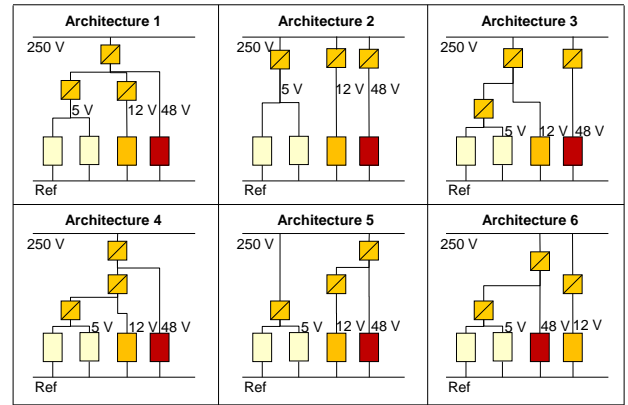 Architecture 1
250 V
5 V
12 V 48 V
Ref
Architecture 2
250 V
5 V
12 V 48 V
Ref
Architecture 3
250 V
5 V
12 V 48 V
Ref
Architecture 4
250 V
5 V
12 V 48 V
Ref
Architecture 5
250 V
5 V
12 V 48 V
Ref
Architecture 6
250 V
5 V
48 V 12 V
Ref